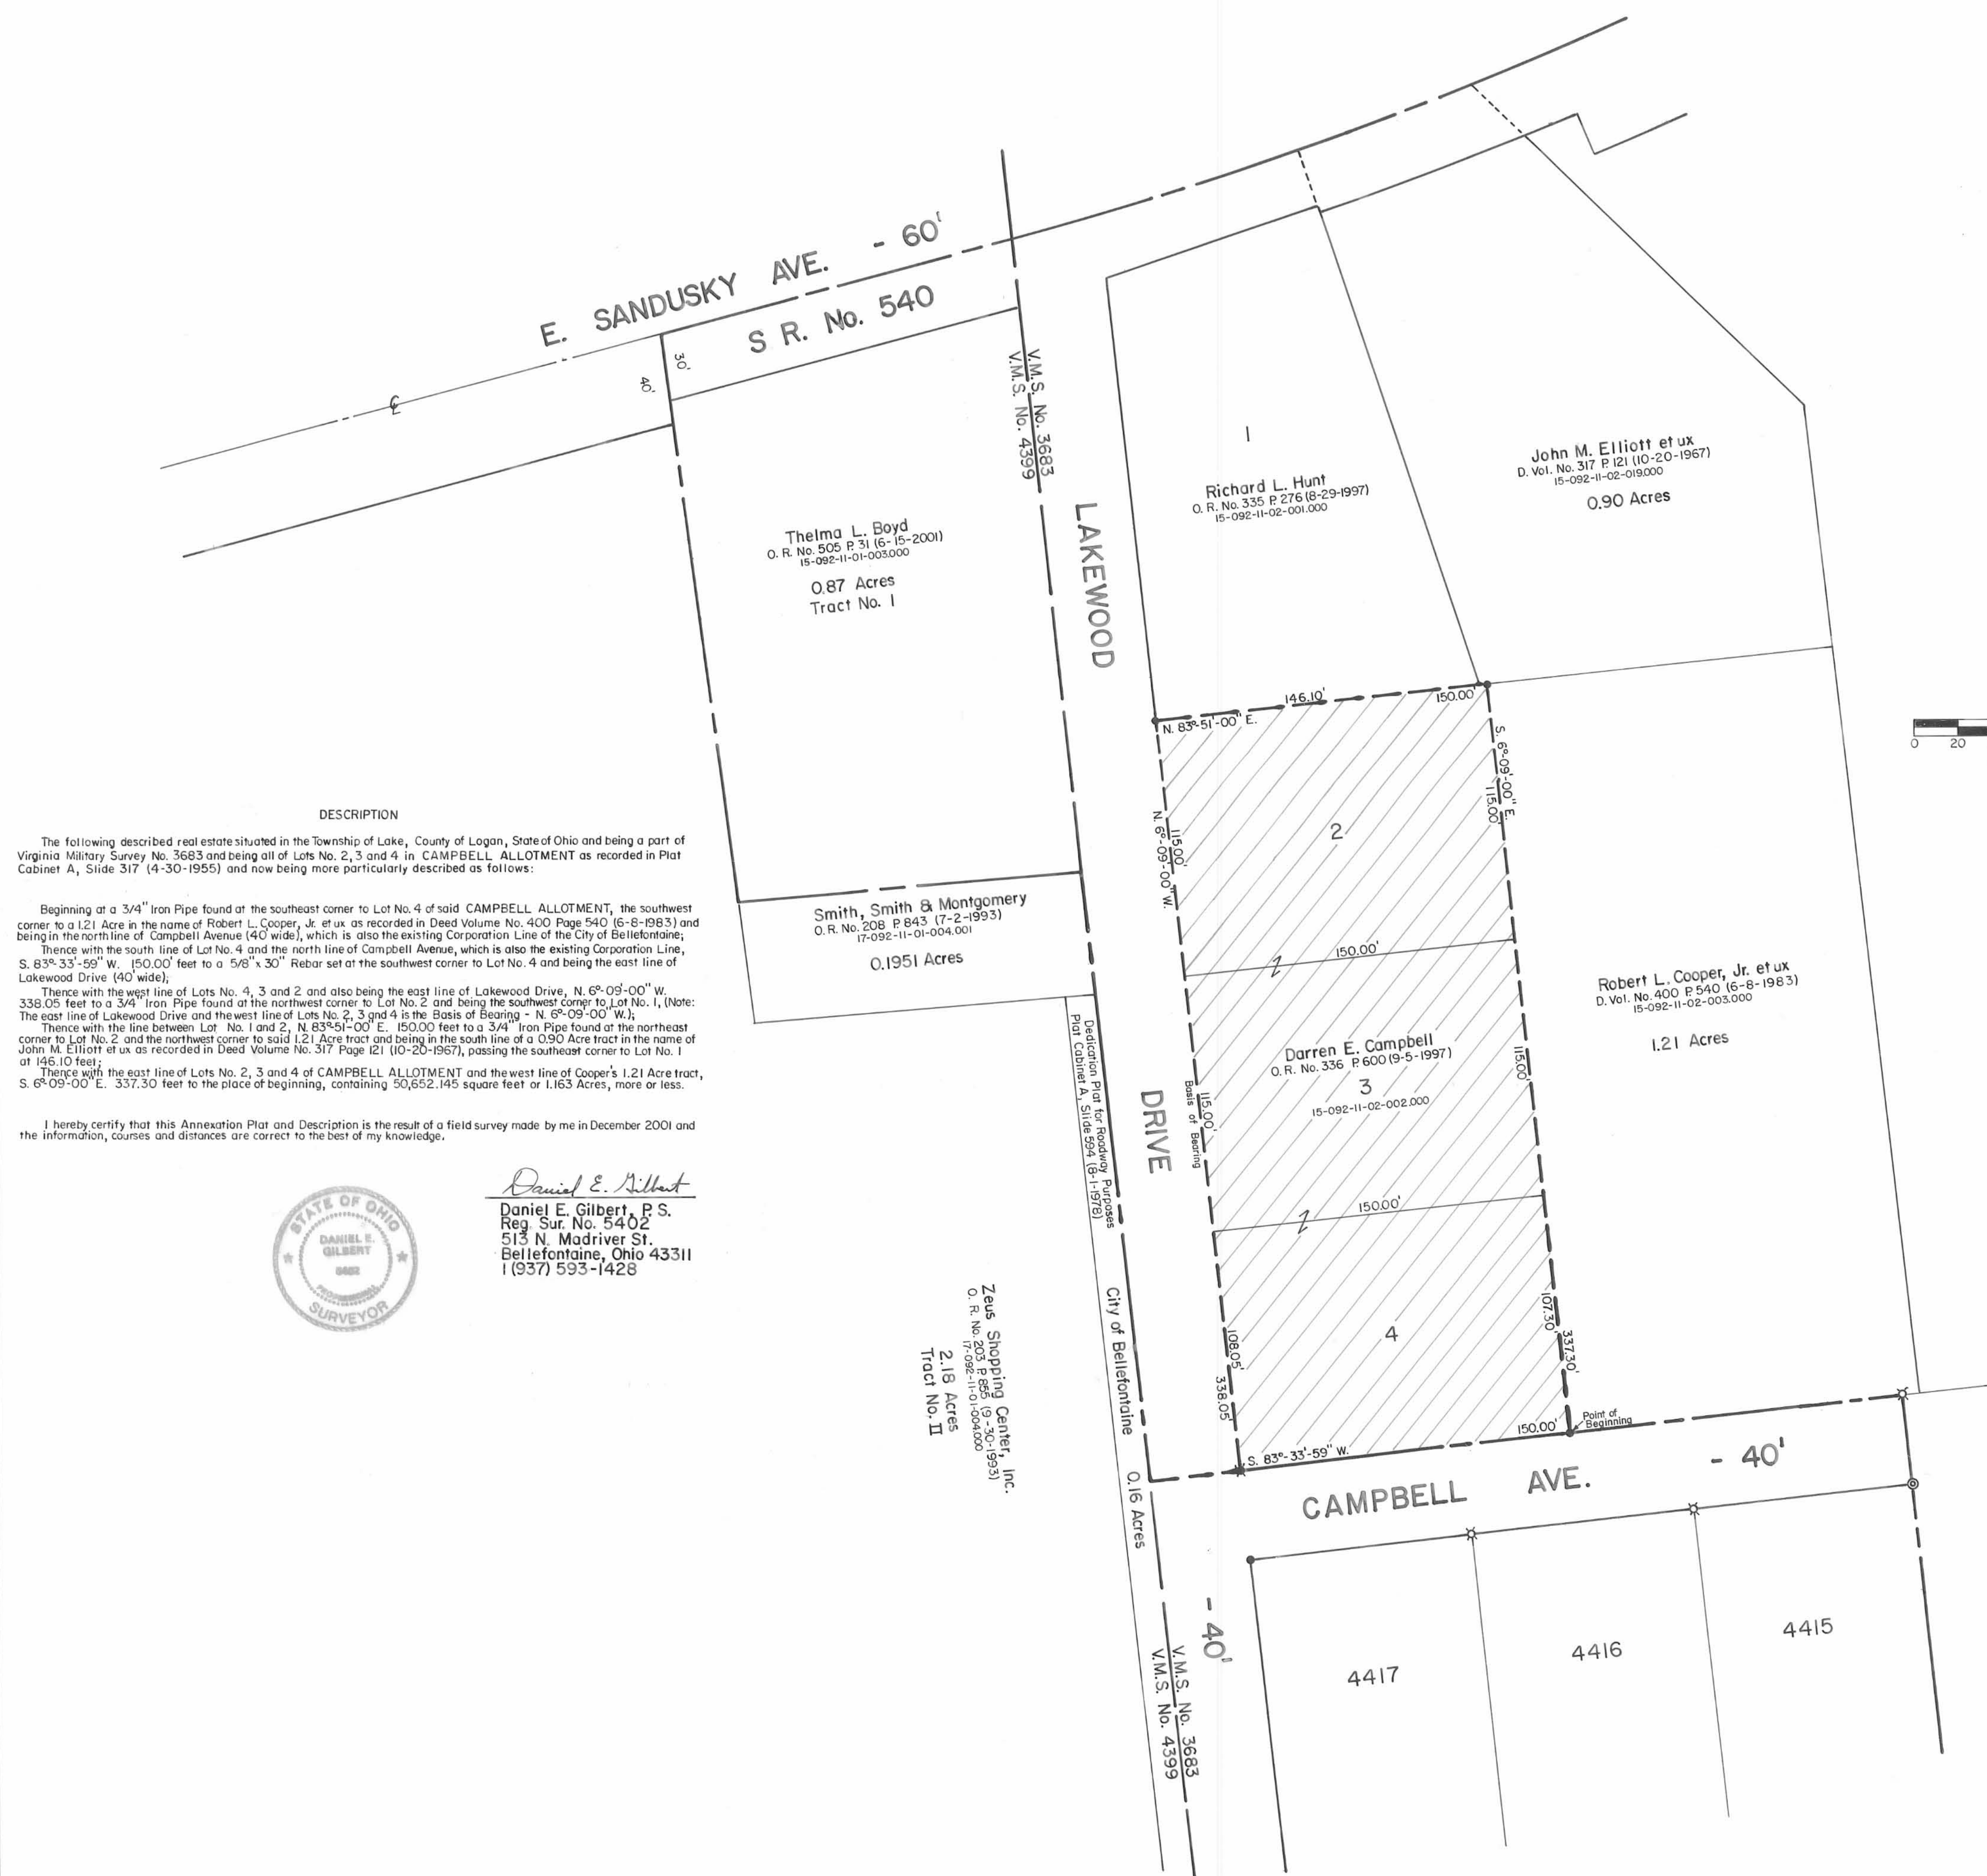 E. SANDUSKY AVE. - 60'
S R. No. 540
30'
40'
℄
V.M.S. No. 3683
V.M.S. No. 4399
LAKEWOOD
DRIVE
- 40'
1
Richard L. Hunt
O. R. No. 335 P. 276 (8-29-1997)
15-092-11-02-001.000
John M. Elliott et ux
D. Vol. No. 317 P. 121 (10-20-1967)
15-092-11-02-019.000
0.90 Acres
Thelma L. Boyd
O. R. No. 505 P. 31 (6-15-2001)
15-092-11-01-003.000
0.87 Acres
Tract No. 1
146.10'
150.00'
N. 83°-51'-00" E.
S. 6°-09'-00" E.
115.00'
0 20
2
115.00'
N. 6°-09'-00" W.
150.00'
Smith, Smith & Montgomery
O. R. No. 208 P. 843 (7-2-1993)
17-092-11-01-004.001
0.1951 Acres
Robert L. Cooper, Jr. et ux
D. Vol. No. 400 P. 540 (6-8-1983)
15-092-11-02-003.000
1.21 Acres
Darren E. Campbell
O. R. No. 336 P. 600 (9-5-1997)
3
15-092-11-02-002.000
115.00'
115.00'
Basis of Bearing
Dedication Plat for Roadway Purposes
Plat Cabinet A, Slide 594 (8-1-1978)
City of Bellefontaine
0.16 Acres
150.00'
4
107.30'
337.30'
108.05'
338.05'
Point of
Beginning
150.00'
S. 83°-33'-59" W.
CAMPBELL AVE. - 40'
Zeus Shopping Center, Inc.
O. R. No. 203 P. 855 (9-30-1993)
17-092-11-01-004.000
2.18 Acres
Tract No. II
4417
4416
4415
V.M.S. No. 3683
V.M.S. No. 4399
DESCRIPTION
The following described real estate situated in the Township of Lake, County of Logan, State of Ohio and being a part of
Virginia Military Survey No. 3683 and being all of Lots No. 2, 3 and 4 in CAMPBELL ALLOTMENT as recorded in Plat
Cabinet A, Slide 317 (4-30-1955) and now being more particularly described as follows:
Beginning at a 3/4" Iron Pipe found at the southeast corner to Lot No. 4 of said CAMPBELL ALLOTMENT, the southwest
corner to a 1.21 Acre in the name of Robert L. Cooper, Jr. et ux as recorded in Deed Volume No. 400 Page 540 (6-8-1983) and
being in the north line of Campbell Avenue (40' wide), which is also the existing Corporation Line of the City of Bellefontaine;
Thence with the south line of Lot No. 4 and the north line of Campbell Avenue, which is also the existing Corporation Line,
S. 83°-33'-59" W. 150.00' feet to a 5/8" x 30" Rebar set at the southwest corner to Lot No. 4 and being the east line of
Lakewood Drive (40' wide);
Thence with the west line of Lots No. 4, 3 and 2 and also being the east line of Lakewood Drive, N. 6°-09'-00" W.
338.05 feet to a 3/4" Iron Pipe found at the northwest corner to Lot No. 2 and being the southwest corner to Lot No. 1, (Note:
The east line of Lakewood Drive and the west line of Lots No. 2, 3 and 4 is the Basis of Bearing - N. 6°-09'-00" W.);
Thence with the line between Lot No. 1 and 2, N. 83°-51'-00" E. 150.00 feet to a 3/4" Iron Pipe found at the northeast
corner to Lot No. 2 and the northwest corner to said 1.21 Acre tract and being in the south line of a 0.90 Acre tract in the name of
John M. Elliott et ux as recorded in Deed Volume No. 317 Page 121 (10-20-1967), passing the southeast corner to Lot No. 1
at 146.10 feet;
Thence with the east line of Lots No. 2, 3 and 4 of CAMPBELL ALLOTMENT and the west line of Cooper's 1.21 Acre tract,
S. 6°-09'-00" E. 337.30 feet to the place of beginning, containing 50,652.145 square feet or 1.163 Acres, more or less.
I hereby certify that this Annexation Plat and Description is the result of a field survey made by me in December 2001 and
the information, courses and distances are correct to the best of my knowledge.
Daniel E. Gilbert
Daniel E. Gilbert, P. S.
Reg. Sur. No. 5402
513 N. Madriver St.
Bellefontaine, Ohio 43311
1 (937) 593-1428
STATE OF OHIO
DANIEL E.
GILBERT
5402
SURVEYOR